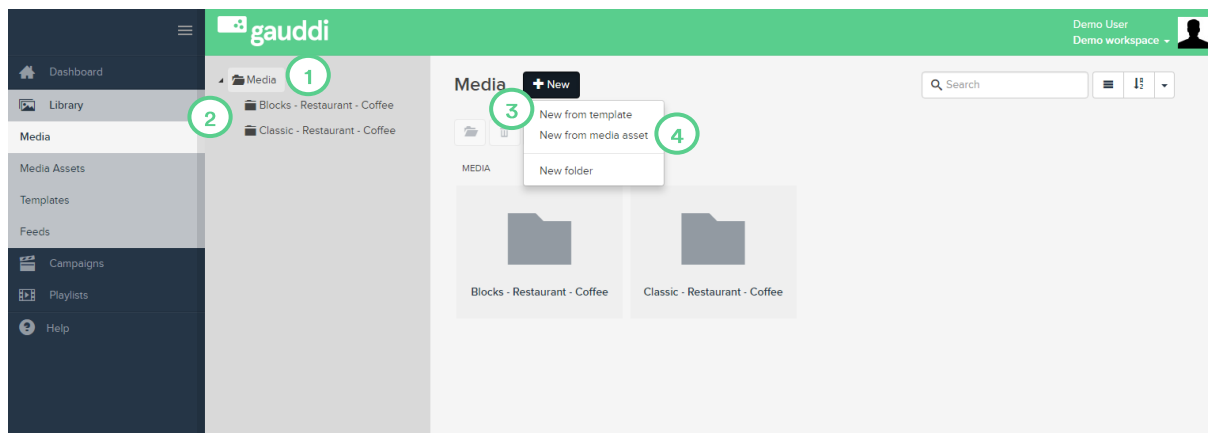 gauddi
Demo User
Demo workspace
Dashboard
Library
Media
Media Assets
Templates
Feeds
Campaigns
Playlists
Help
Media
1
2
Blocks - Restaurant - Coffee
Classic - Restaurant - Coffee
Media
+ New
Search
3
New from template
New from media asset
4
New folder
MEDIA
Blocks - Restaurant - Coffee
Classic - Restaurant - Coffee